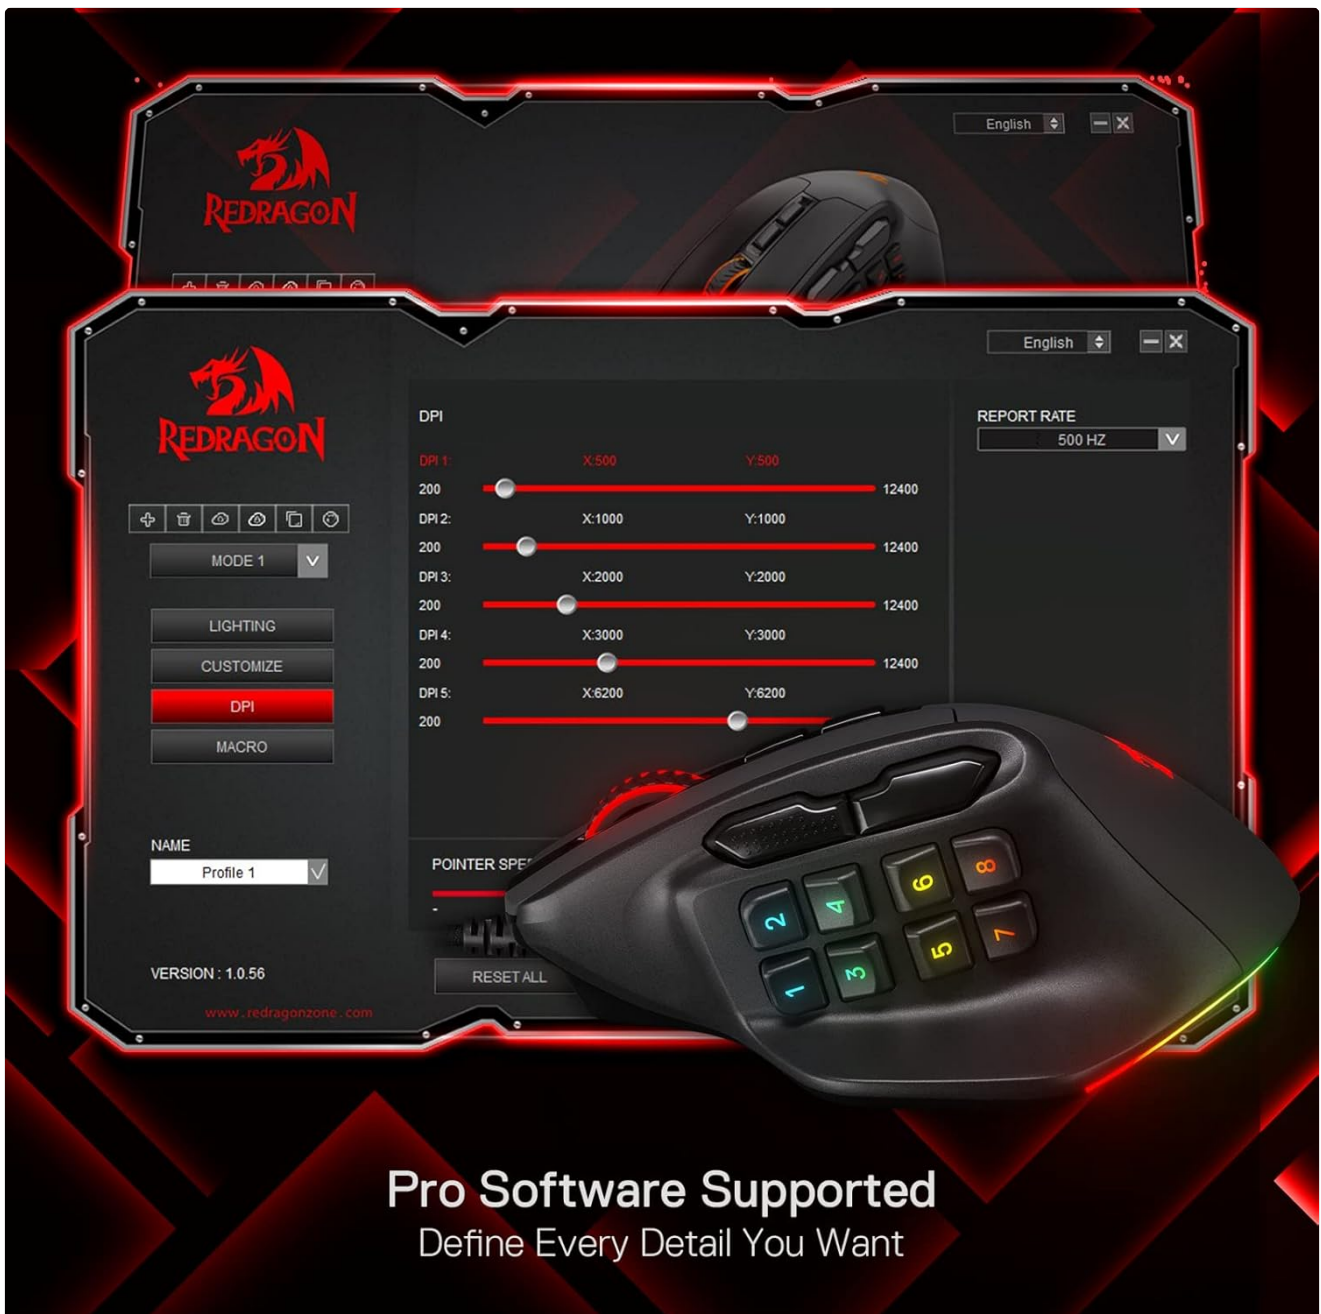 English
REDRAGON
English
REDRAGON
DPI
REPORT RATE
500 HZ
DPI 1: X:500 Y:500
200 12400
DPI 2: X:1000 Y:1000
200 12400
DPI 3: X:2000 Y:2000
200 12400
DPI 4: X:3000 Y:3000
200 12400
DPI 5: X:6200 Y:6200
200
MODE 1
LIGHTING
CUSTOMIZE
DPI
MACRO
NAME
Profile 1
POINTER SPE
VERSION : 1.0.56
RESET ALL
www.redragonzone.com
2 4 6 8
1 3 5 7
Pro Software Supported
Define Every Detail You Want